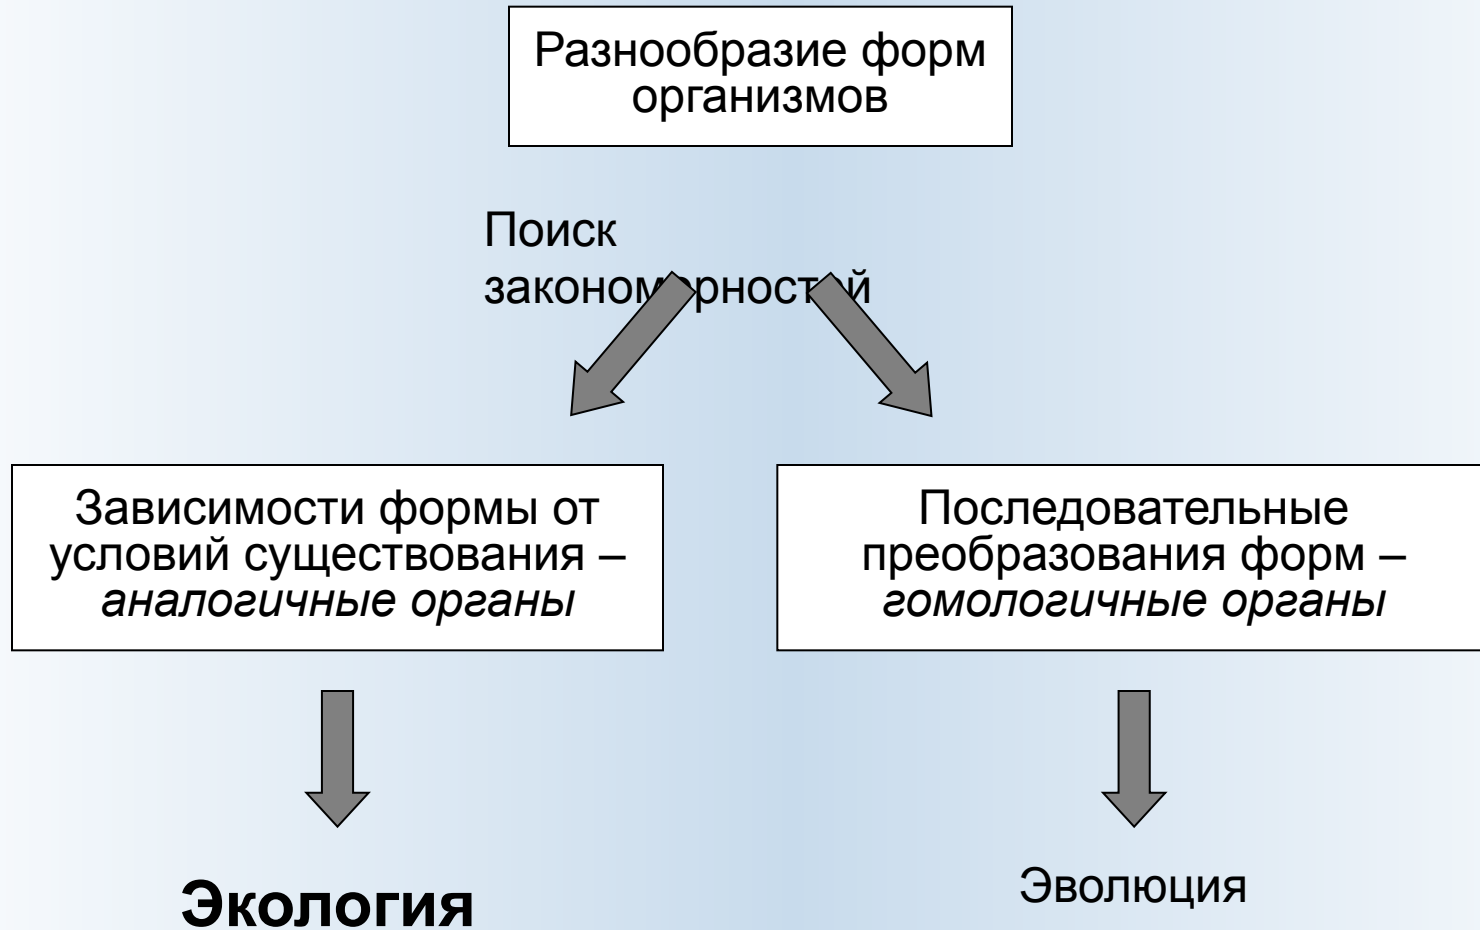 Разнообразие форм
организмов
Поиск
закономерностей
Зависимости формы от
условий существования –
аналогичные органы
Последовательные
преобразования форм –
гомологичные органы
Экология
Эволюция